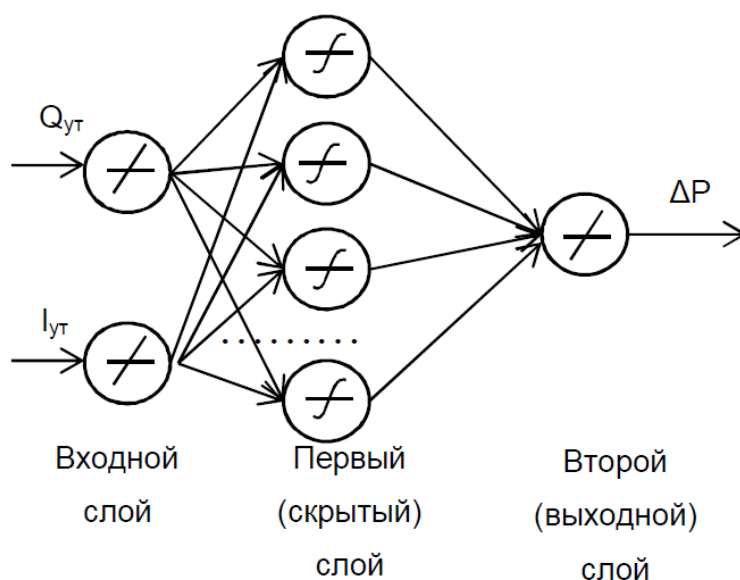 Qут
Iут
ΔP
Входной
слой
Первый
(скрытый)
слой
Второй
(выходной)
слой